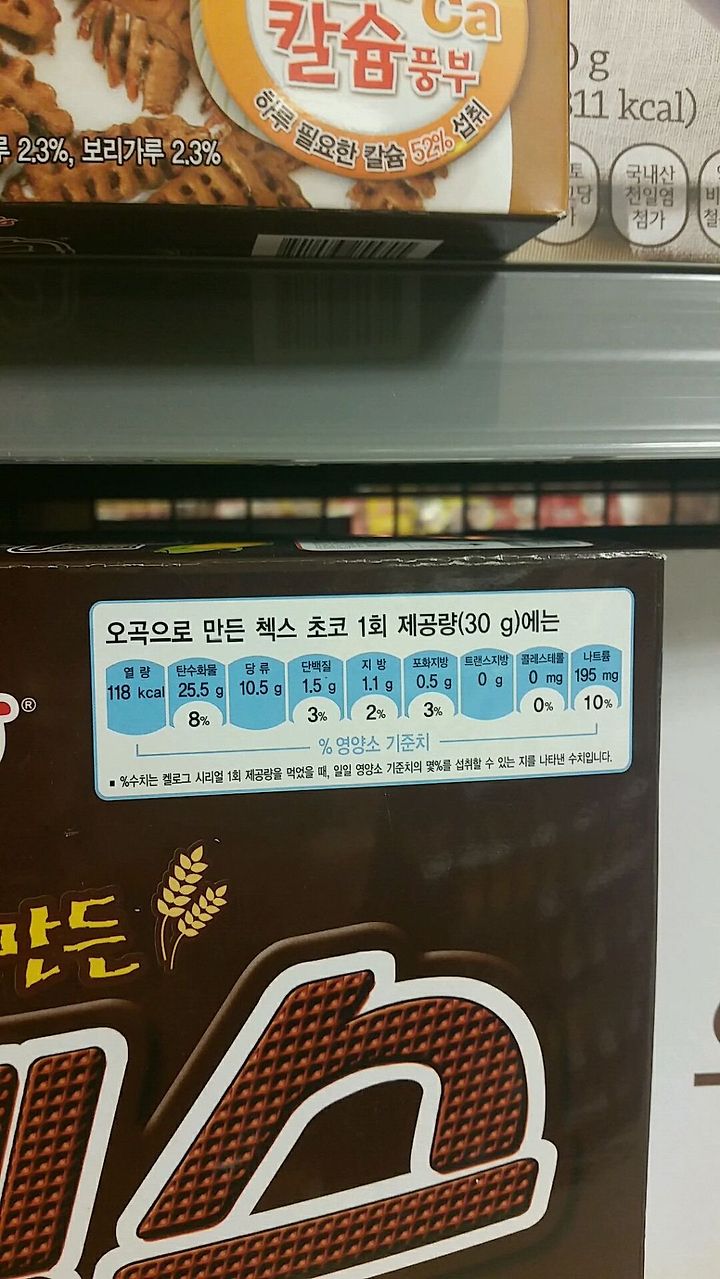 Ca
칼슘풍부
하루 필요한 칼슘 52% 섭취
2.3%, 보리가루 2.3%
g
11 kcal)
국내산
천일염
첨가
오곡으로 만든 첵스 초코 1회 제공량(30 g)에는
열 량 탄수화물 당 류 단백질 지 방 포화지방 트랜스지방 콜레스테롤 나트륨
118 kcal 25.5 g 10.5 g 1.5 g 1.1 g 0.5 g 0 g 0 mg 195 mg
8% 3% 2% 3% 0% 10%
% 영양소 기준치
▪ %수치는 켈로그 시리얼 1회 제공량을 먹었을 때, 일일 영양소 기준치의 몇%를 섭취할 수 있는 지를 나타낸 수치입니다.
®
만든
스